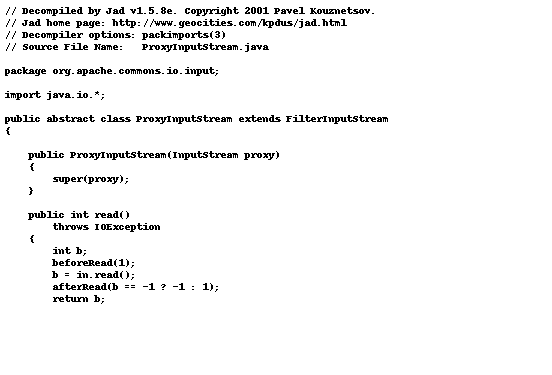 // Decompiled by Jad v1.5.8e. Copyright 2001 Pavel Kouznetsov.
// Jad home page: http://www.geocities.com/kpdus/jad.html
// Decompiler options: packimports(3)
// Source File Name:   ProxyInputStream.java

package org.apache.commons.io.input;

import java.io.*;

public abstract class ProxyInputStream extends FilterInputStream
{

    public ProxyInputStream(InputStream proxy)
    {
        super(proxy);
    }

    public int read()
        throws IOException
    {
        int b;
        beforeRead(1);
        b = in.read();
        afterRead(b == -1 ? -1 : 1);
        return b;